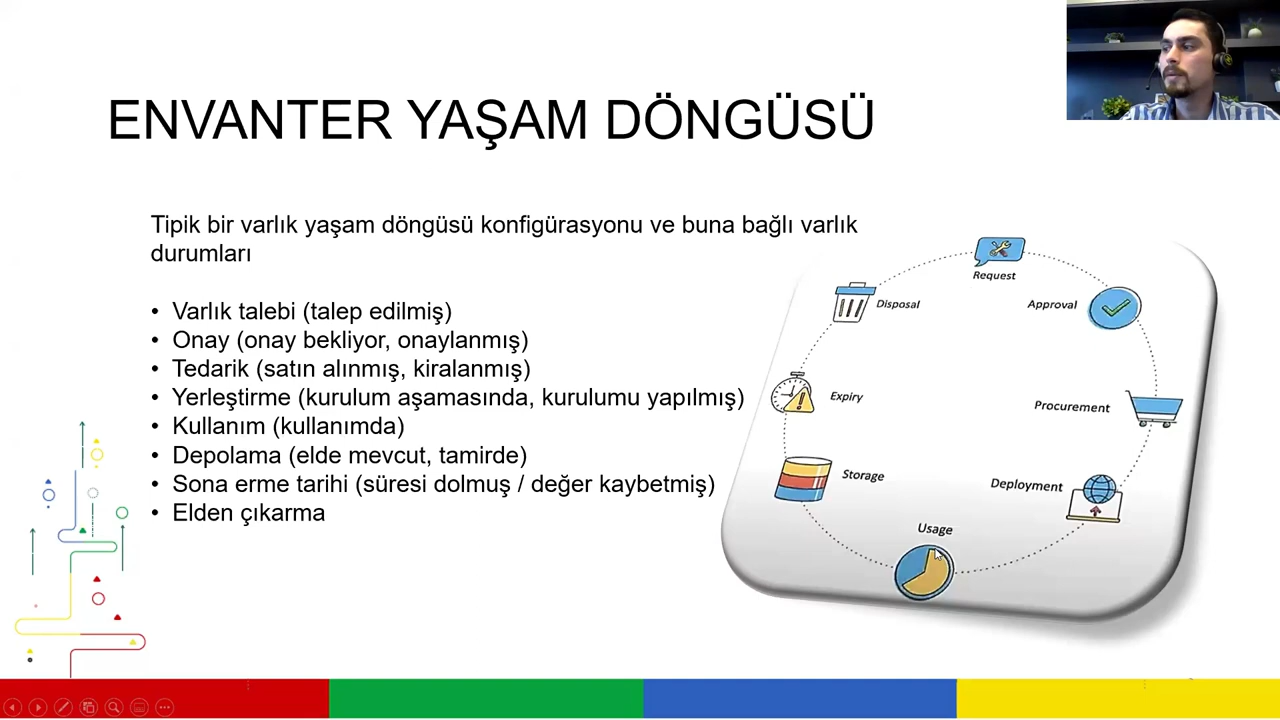 ENVANTER YAŞAM DÖNGÜSÜ
Tipik bir varlık yaşam döngüsü konfigürasyonu ve buna bağlı varlık
durumları
• Varlık talebi (talep edilmiş)
• Onay (onay bekliyor, onaylanmış)
• Tedarik (satın alınmış, kiralanmış)
• Yerleştirme (kurulum aşamasında, kurulumu yapılmış)
• Kullanım (kullanımda)
• Depolama (elde mevcut, tamirde)
• Sona erme tarihi (süresi dolmuş / değer kaybetmiş)
• Elden çıkarma
Request
Approval
Procurement
Deployment
Usage
Storage
Expiry
Disposal